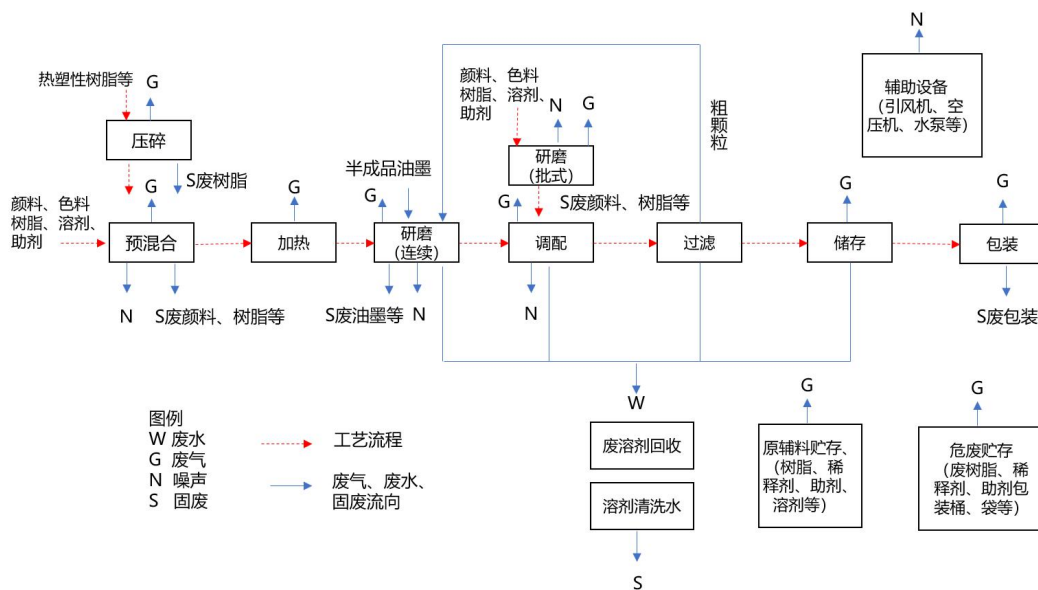 N
辅助设备
(引风机、空
压机、水泵等)
热塑性树脂等
G
压碎
S废树脂
颜料、色料
树脂、溶剂、
助剂
G
预混合
N
S废颜料、树脂等
G
加热
半成品油墨
G
研磨
(连续)
S废油墨等
N
颜料、色料
树脂、溶剂、
助剂
N
G
研磨
(批式)
S废颜料、树脂等
G
调配
N
粗颗粒
过滤
G
储存
G
包装
S废包装
W
废溶剂回收
溶剂清洗水
S
G
原辅料贮存、
(树脂、稀
释剂、助剂、
溶剂等)
G
危废贮存
(废树脂、稀
释剂、助剂包
装桶、袋等)
图例
W 废水
G 废气
N 噪声
S 固废
工艺流程
废气、废水、
固废流向